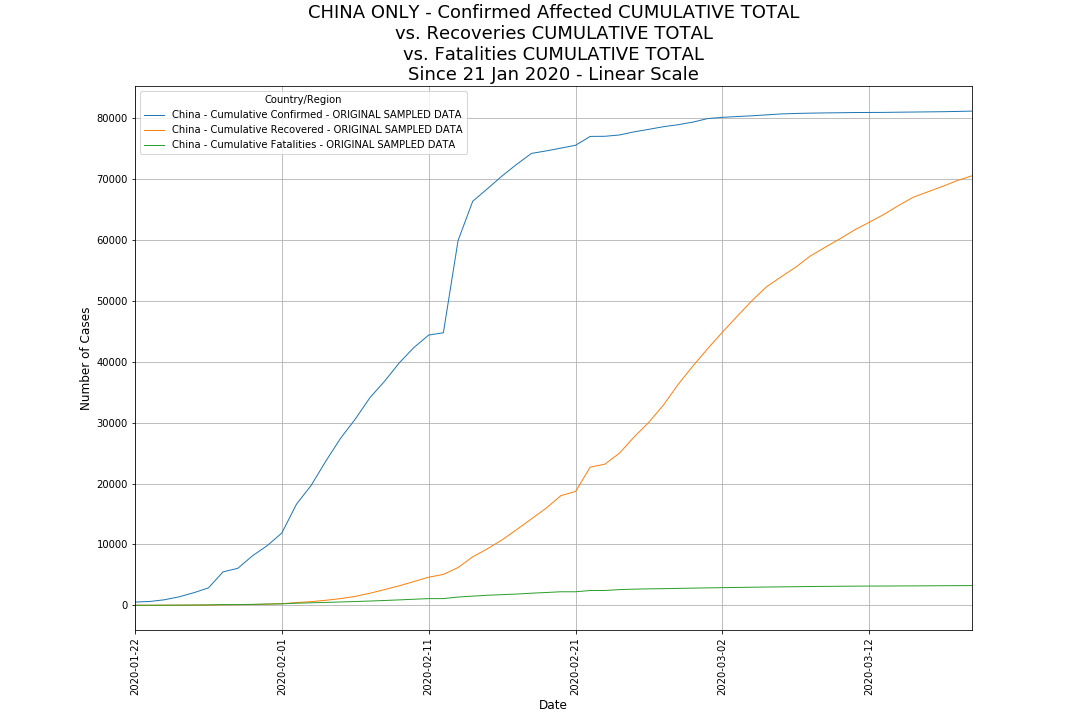 CHINA ONLY - Confirmed Affected CUMULATIVE TOTAL
vs. Recoveries CUMULATIVE TOTAL
vs. Fatalities CUMULATIVE TOTAL
Since 21 Jan 2020 - Linear Scale
Country/Region
China - Cumulative Confirmed - ORIGINAL SAMPLED DATA
China - Cumulative Recovered - ORIGINAL SAMPLED DATA
China - Cumulative Fatalities - ORIGINAL SAMPLED DATA
Number of Cases
80000
70000
60000
50000
40000
30000
20000
10000
0
2020-01-22
2020-02-01
2020-02-11
2020-02-21
2020-03-02
2020-03-12
Date